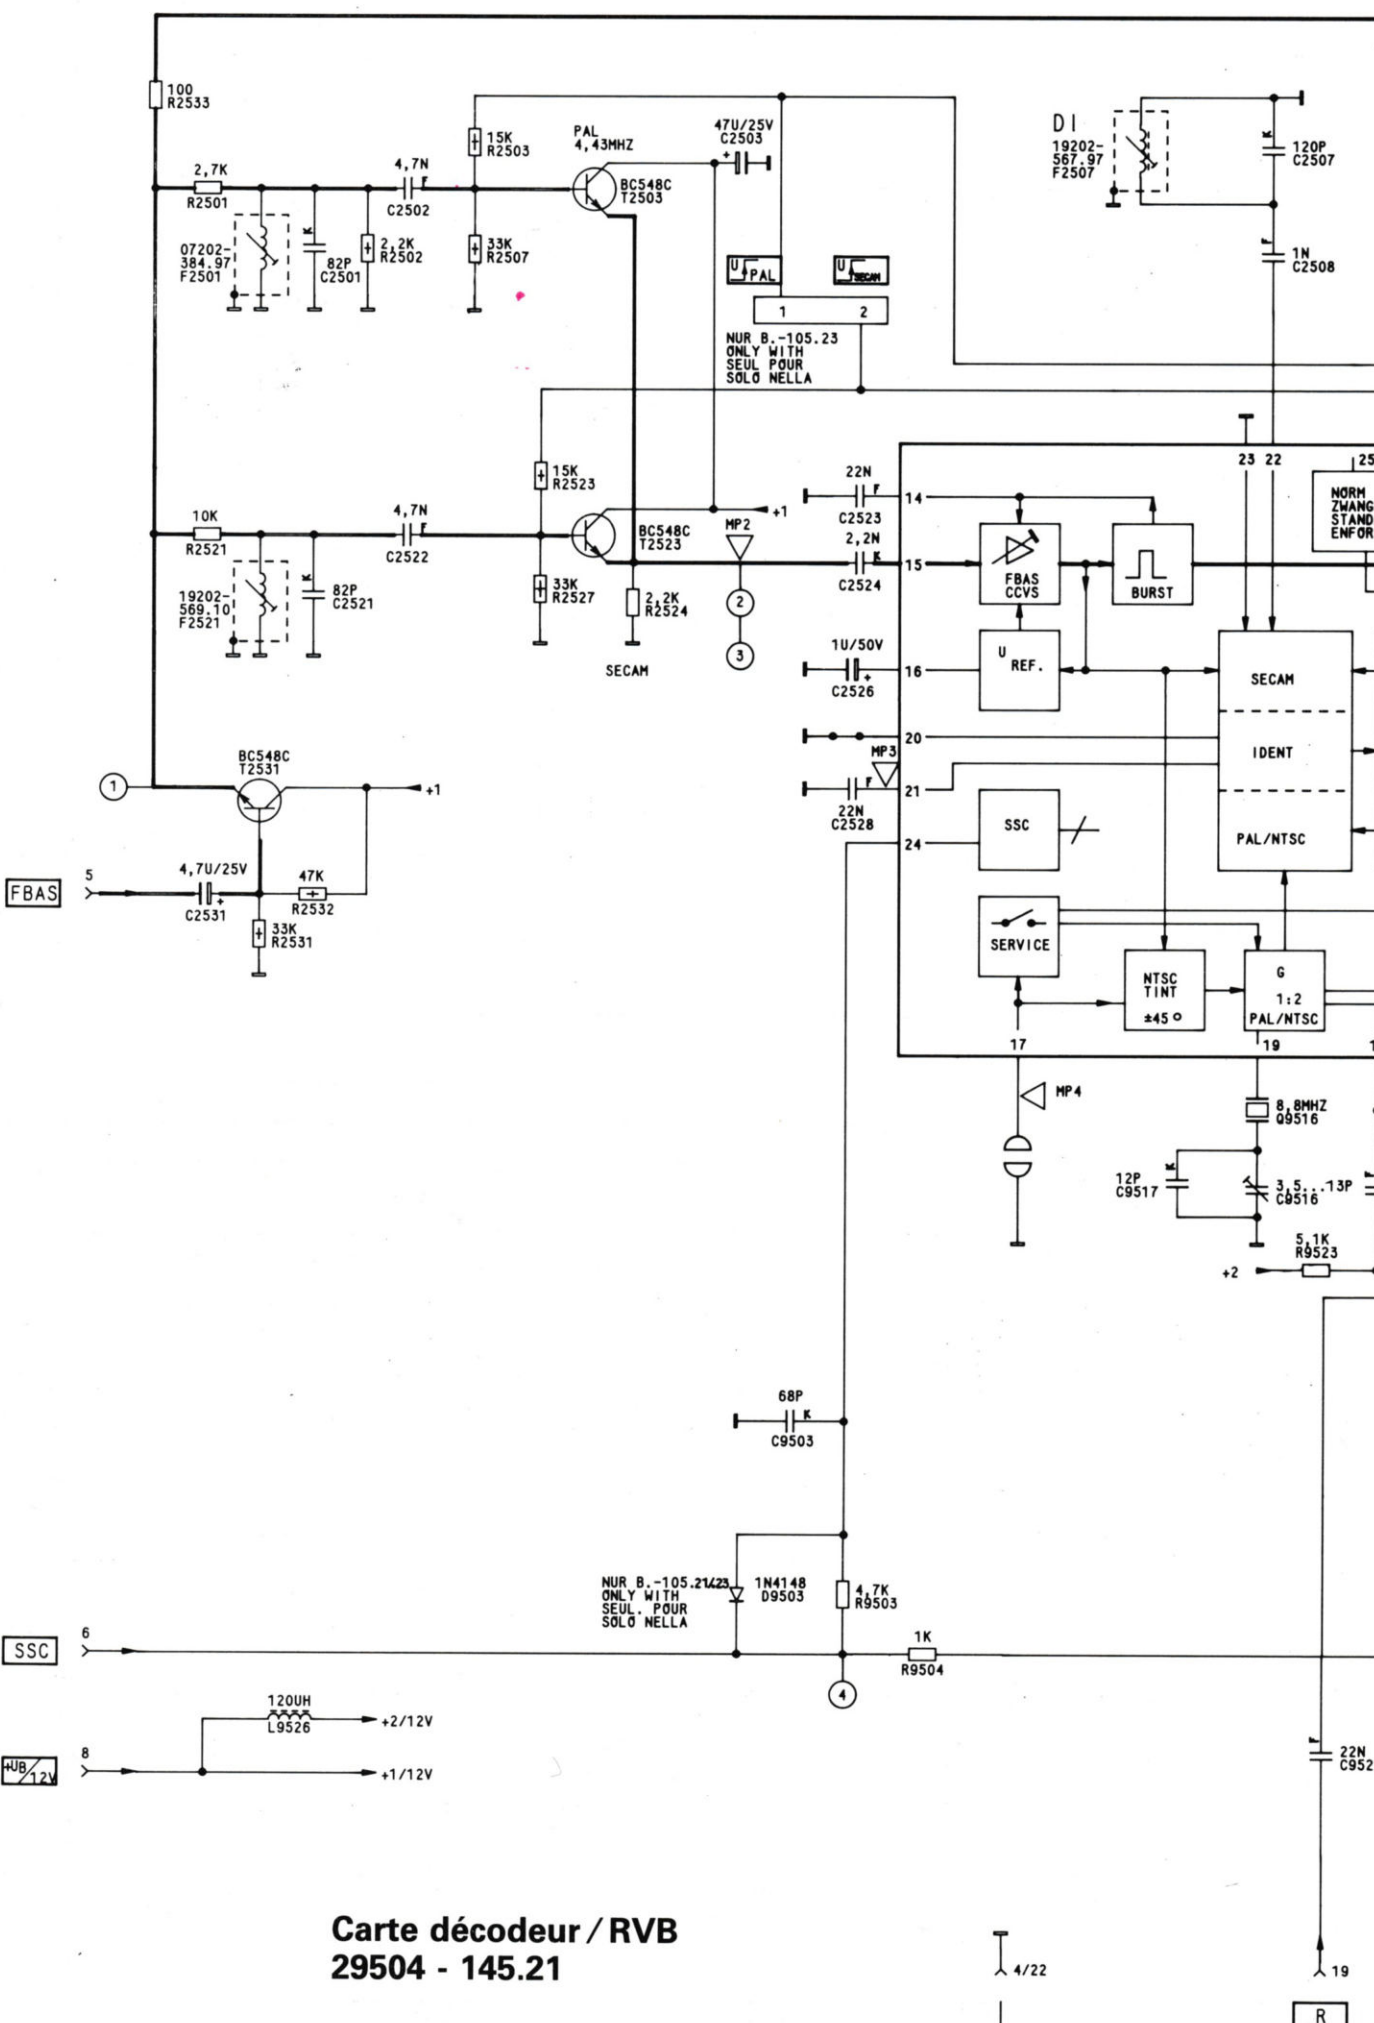 100
R2533
2,7K
R2501
07202-
384.97
F2501
82P
C2501
2,2K
R2502
4,7N
F
C2502
15K
R2503
33K
R2507
PAL
4,43MHZ
BC548C
T2503
47U/25V
C2503
+
U PAL
U SECAM
1 2
NUR B.-105.23
ONLY WITH
SEUL POUR
SOLO NELLA
DI
19202-
567.97
F2507
K
120P
C2507
F
1N
C2508
10K
R2521
19202-
569.10
F2521
K
82P
C2521
4,7N
F
C2522
15K
R2523
33K
R2527
BC548C
T2523
+1
MP2
2,2K
R2524
2
3
SECAM
22N
F
C2523
2,2N
K
C2524
1U/50V
+
C2526
MP3
F
22N
C2528
14
15
16
20
21
24
23 22
25
NORM
ZWANG
STAND
ENFOR
FBAS
CCVS
BURST
U
REF.
SECAM
IDENT
PAL/NTSC
SSC
SERVICE
NTSC
TINT
±45°
G
1:2
PAL/NTSC
17
19
MP4
8,8MHZ
Q9516
K
12P
C9517
3,5...13P
C9516
F
5,1K
R9523
+2
1
BC548C
T2531
+1
FBAS
5
4,7U/25V
+
C2531
47K
R2532
33K
R2531
68P
K
C9503
NUR B.-105.21/23
ONLY WITH
SEUL. POUR
SOLO NELLA
1N4148
D9503
4,7K
R9503
1K
R9504
4
SSC
6
120UH
L9526
+2/12V
+UB/12V
8
+1/12V
F
22N
C952
Carte décodeur / RVB
29504 - 145.21
4/22
19
R